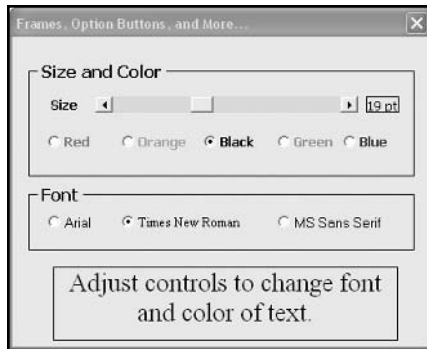 Frames, Option Buttons, and More...
Size and Color
Size 19 pt
Red Orange Black Green Blue
Font
Arial Times New Roman MS Sans Serif
Adjust controls to change font
and color of text.